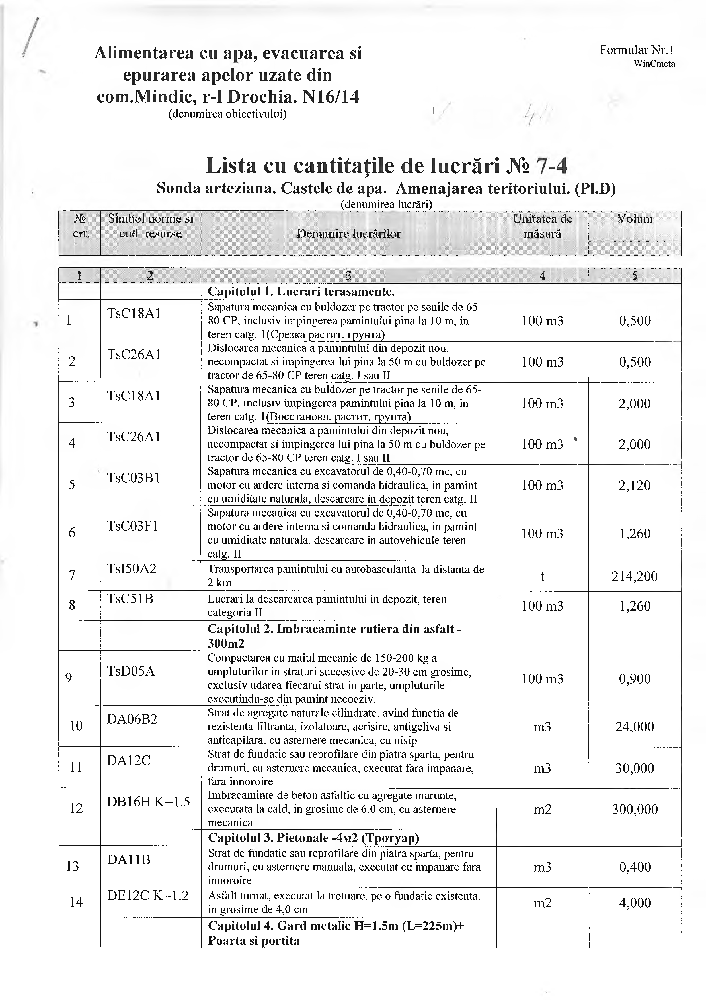 Alimentarea cu apa, evacuarea si
epurarea apelor uzate din
com.Mindic, r-l Drochia. N16/14
(denumirea obiectivului)
Formular Nr.1
WinCmeta
Lista cu cantitaţile de lucrări № 7-4
Sonda arteziana. Castele de apa. Amenajarea teritoriului. (Pl.D)
(denumirea lucrări)
№ crt.
Simbol norme si cod resurse
Denumire lucrărilor
Unitatea de măsură
Volum
1 2 3 4 5
Capitolul 1. Lucrari terasamente.
1 TsC18A1
Sapatura mecanica cu buldozer pe tractor pe senile de 65-
80 CP, inclusiv impingerea pamintului pina la 10 m, in
teren catg. 1(Срезка растит. грунта)
100 m3 0,500
2 TsC26A1
Dislocarea mecanica a pamintului din depozit nou,
necompactat si impingerea lui pina la 50 m cu buldozer pe
tractor de 65-80 CP teren catg. I sau II
100 m3 0,500
3 TsC18A1
Sapatura mecanica cu buldozer pe tractor pe senile de 65-
80 CP, inclusiv impingerea pamintului pina la 10 m, in
teren catg. 1(Восстановл. растит. грунта)
100 m3 2,000
4 TsC26A1
Dislocarea mecanica a pamintului din depozit nou,
necompactat si impingerea lui pina la 50 m cu buldozer pe
tractor de 65-80 CP teren catg. I sau II
100 m3 2,000
5 TsC03B1
Sapatura mecanica cu excavatorul de 0,40-0,70 mc, cu
motor cu ardere interna si comanda hidraulica, in pamint
cu umiditate naturala, descarcare in depozit teren catg. II
100 m3 2,120
6 TsC03F1
Sapatura mecanica cu excavatorul de 0,40-0,70 mc, cu
motor cu ardere interna si comanda hidraulica, in pamint
cu umiditate naturala, descarcare in autovehicule teren
catg. II
100 m3 1,260
7 TsI50A2
Transportarea pamintului cu autobasculanta la distanta de
2 km
t 214,200
8 TsC51B
Lucrari la descarcarea pamintului in depozit, teren
categoria II
100 m3 1,260
Capitolul 2. Imbracaminte rutiera din asfalt -
300m2
9 TsD05A
Compactarea cu maiul mecanic de 150-200 kg a
umpluturilor in straturi succesive de 20-30 cm grosime,
exclusiv udarea fiecarui strat in parte, umpluturile
executindu-se din pamint necoeziv.
100 m3 0,900
10 DA06B2
Strat de agregate naturale cilindrate, avind functia de
rezistenta filtranta, izolatoare, aerisire, antigeliva si
anticapilara, cu asternere mecanica, cu nisip
m3 24,000
11 DA12C
Strat de fundatie sau reprofilare din piatra sparta, pentru
drumuri, cu asternere mecanica, executat fara impanare,
fara innoroire
m3 30,000
12 DB16H K=1.5
Imbracaminte de beton asfaltic cu agregate marunte,
executata la cald, in grosime de 6,0 cm, cu asternere
mecanica
m2 300,000
Capitolul 3. Pietonale -4м2 (Тротуар)
13 DA11B
Strat de fundatie sau reprofilare din piatra sparta, pentru
drumuri, cu asternere manuala, executat cu impanare fara
innoroire
m3 0,400
14 DE12C K=1.2
Asfalt turnat, executat la trotuare, pe o fundatie existenta,
in grosime de 4,0 cm
m2 4,000
Capitolul 4. Gard metalic H=1.5m (L=225m)+
Poarta si portita